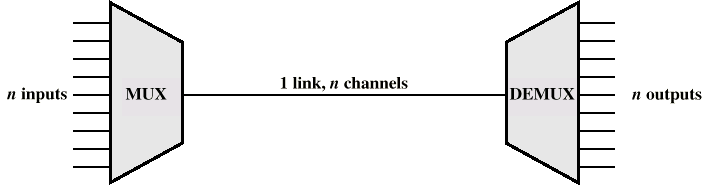 1 link, n channels
n inputs
MUX
DEMUX
n outputs